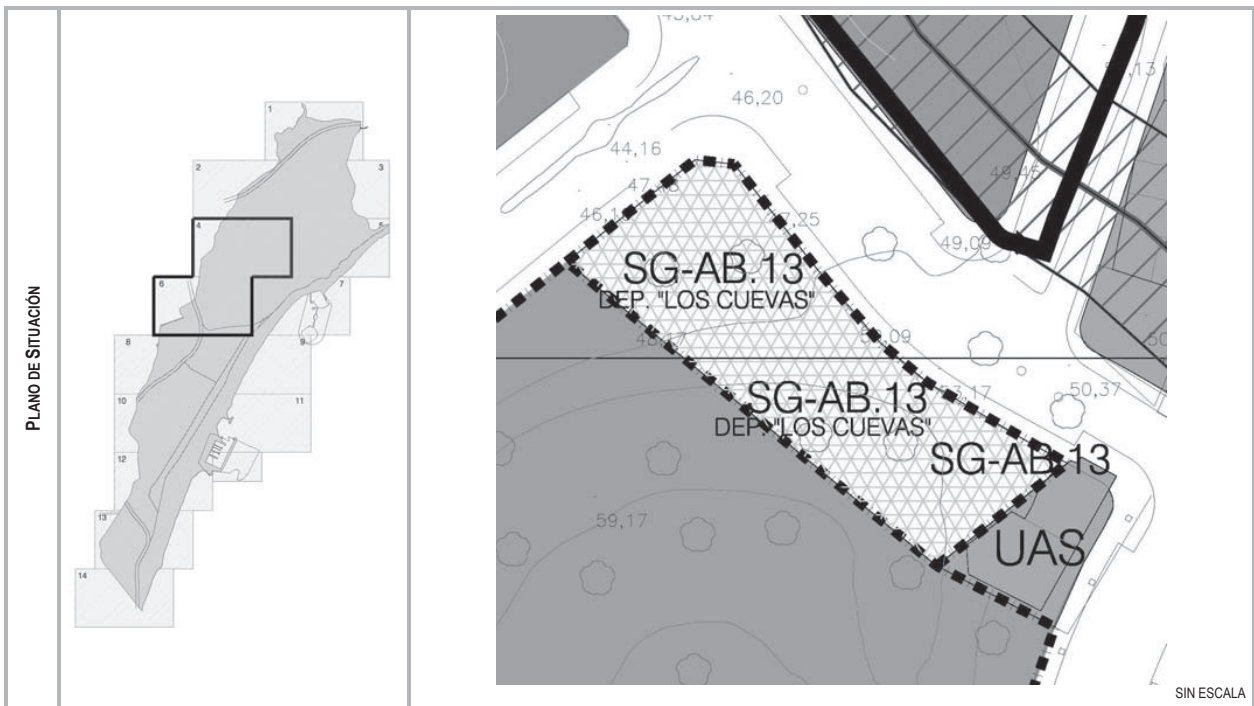 PLANO DE SITUACIÓN
1
2
3
4
5
6
7
8
9
10
11
12
13
14
46,20
44,16
49,45
49,09
SG-AB.13
DEP. "LOS CUEVAS"
SG-AB.13
DEP. "LOS CUEVAS"
50,37
SG-AB.13
59,17
UAS
SIN ESCALA